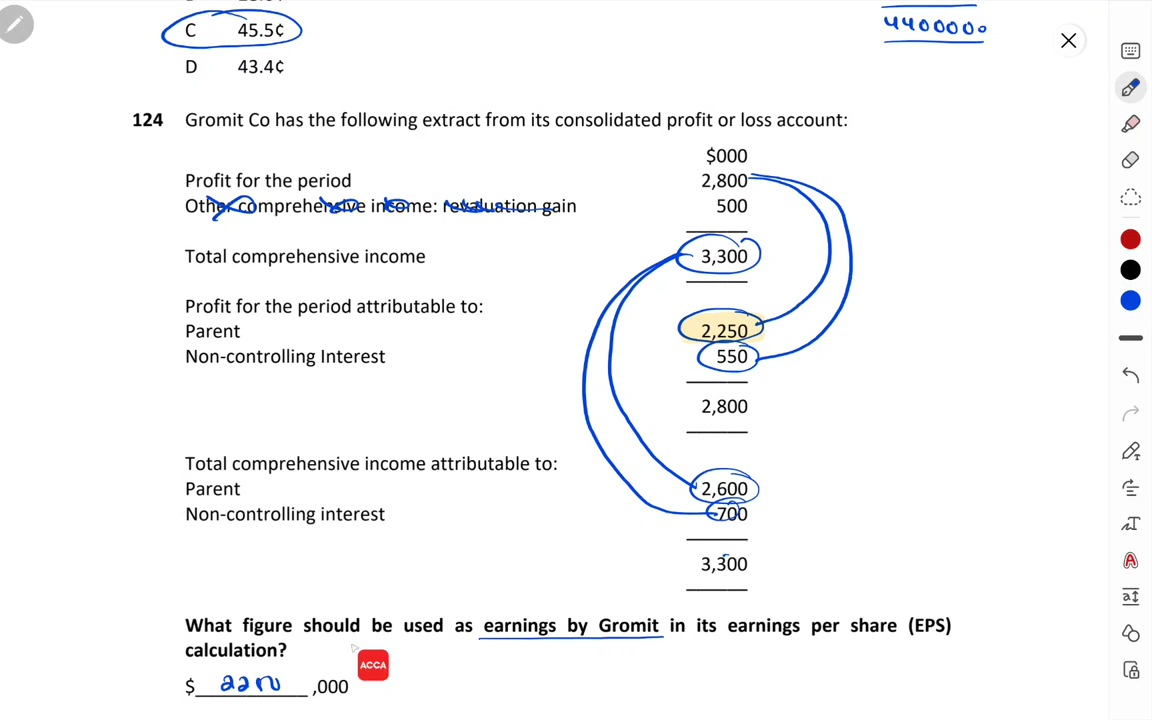 C 45.5¢
4400000
D 43.4¢
124 Gromit Co has the following extract from its consolidated profit or loss account:
$000
Profit for the period 2,800
Other comprehensive income: revaluation gain 500
Total comprehensive income 3,300
Profit for the period attributable to:
Parent 2,250
Non-controlling Interest 550
2,800
Total comprehensive income attributable to:
Parent 2,600
Non-controlling interest 700
3,300
What figure should be used as earnings by Gromit in its earnings per share (EPS)
calculation?
ACCA
$ ,000